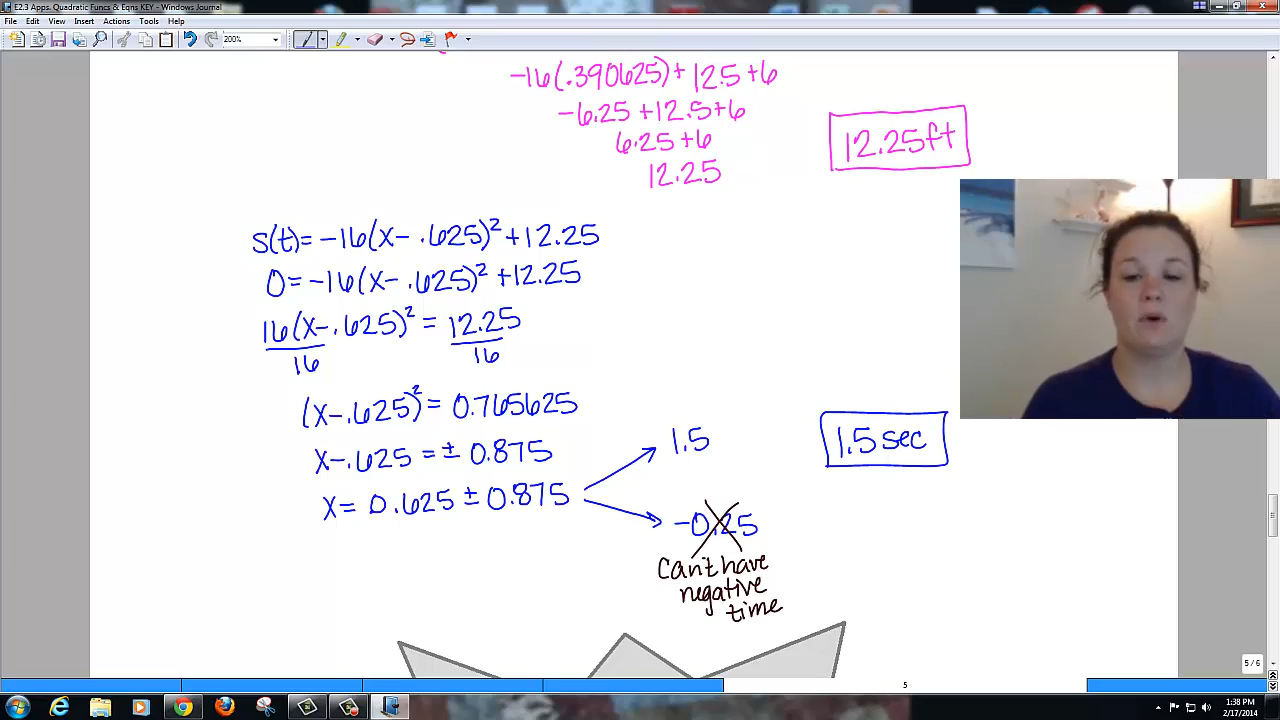 E2.3 Apps. Quadratic Funcs & Eqns KEY - Windows Journal
File Edit View Insert Actions Tools Help
200%
-16(.390625)+12.5+6
-6.25+12.5+6
6.25+6
12.25
12.25ft
s(t)=-16(x-.625)²+12.25
0=-16(x-.625)²+12.25
16(x-.625)²=12.25
16 16
(x-.625)²=0.765625
x-.625=±0.875
x=0.625±0.875
1.5
1.5sec
-0.25
Can't have
negative
time
5/6
5
1:38 PM
2/17/2014